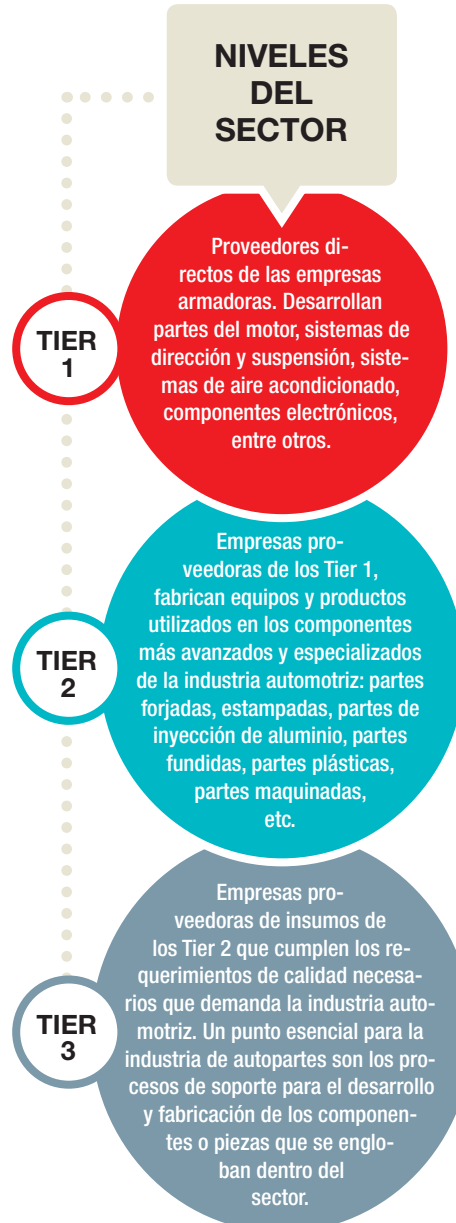 NIVELES
DEL
SECTOR
TIER
1
Proveedores di-
rectos de las empresas
armadoras. Desarrollan
partes del motor, sistemas de
dirección y suspensión, siste-
mas de aire acondicionado,
componentes electrónicos,
entre otros.
TIER
2
Empresas pro-
veedoras de los Tier 1,
fabrican equipos y productos
utilizados en los componentes
más avanzados y especializados
de la industria automotriz: partes
forjadas, estampadas, partes de
inyección de aluminio, partes
fundidas, partes plásticas,
partes maquinadas,
etc.
TIER
3
Empresas pro-
veedoras de insumos de
los Tier 2 que cumplen los re-
querimientos de calidad necesa-
rios que demanda la industria auto-
motriz. Un punto esencial para la
industria de autopartes son los pro-
cesos de soporte para el desarrollo
y fabricación de los componen-
tes o piezas que se englo-
ban dentro del
sector.